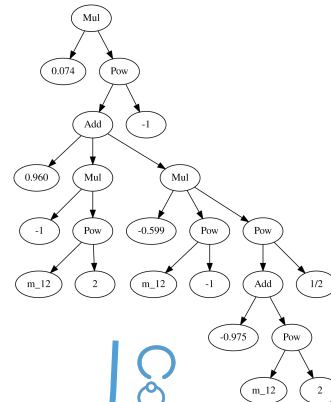 Mul
0.074 Pow
Add -1
0.960 Mul Mul
-1 Pow -0.599 Pow Pow
m_12 2 m_12 -1 Add 1/2
-0.975 Pow
m_12 2